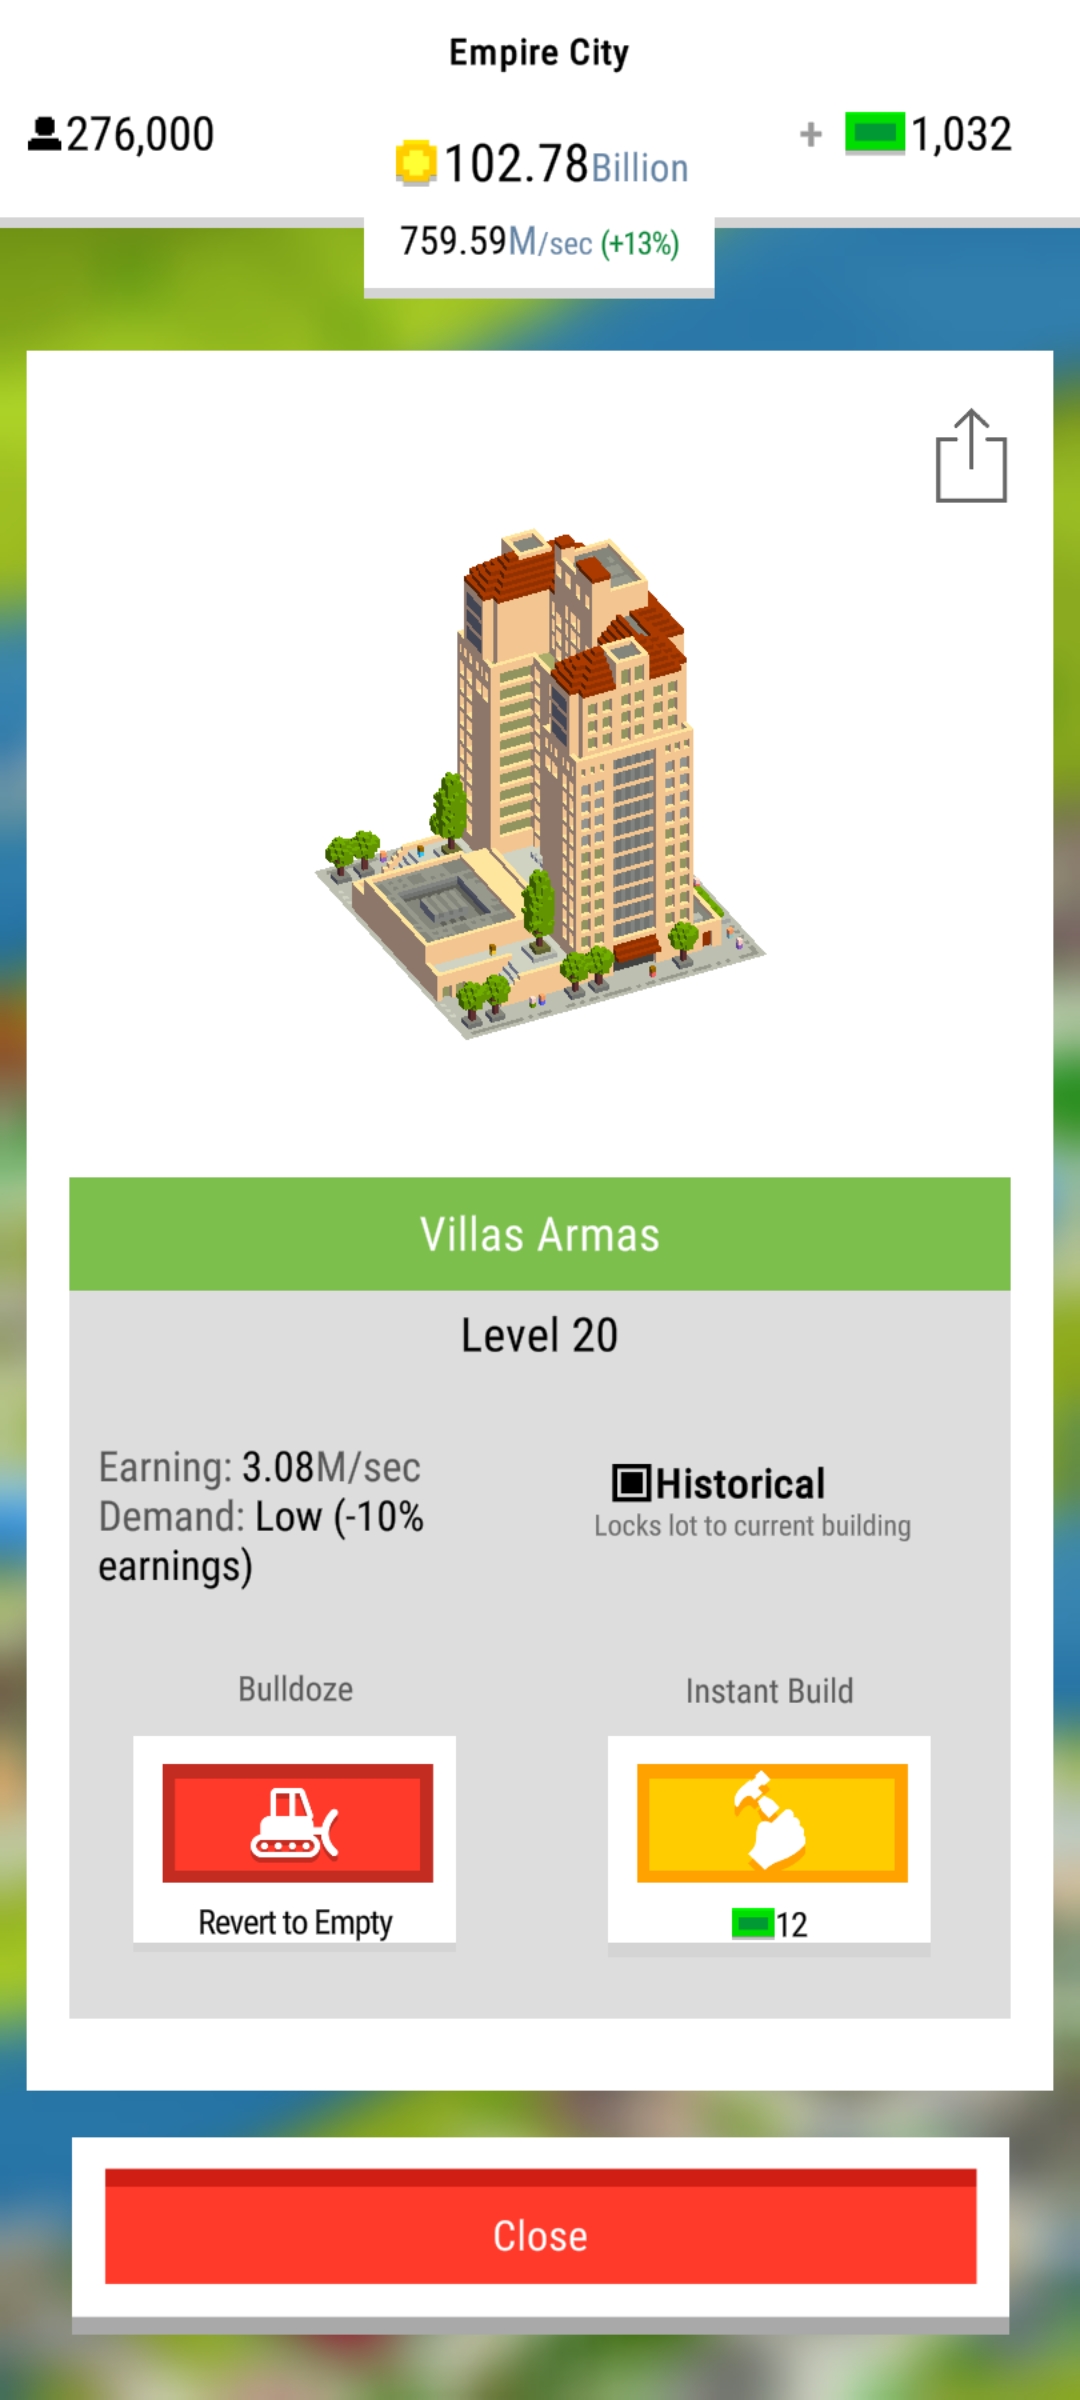 Empire City
276,000
102.78Billion
+ 1,032
759.59M/sec (+13%)
Villas Armas
Level 20
Earning: 3.08M/sec
Demand: Low (-10%
earnings)
Historical
Locks lot to current building
Bulldoze
Instant Build
Revert to Empty
12
Close